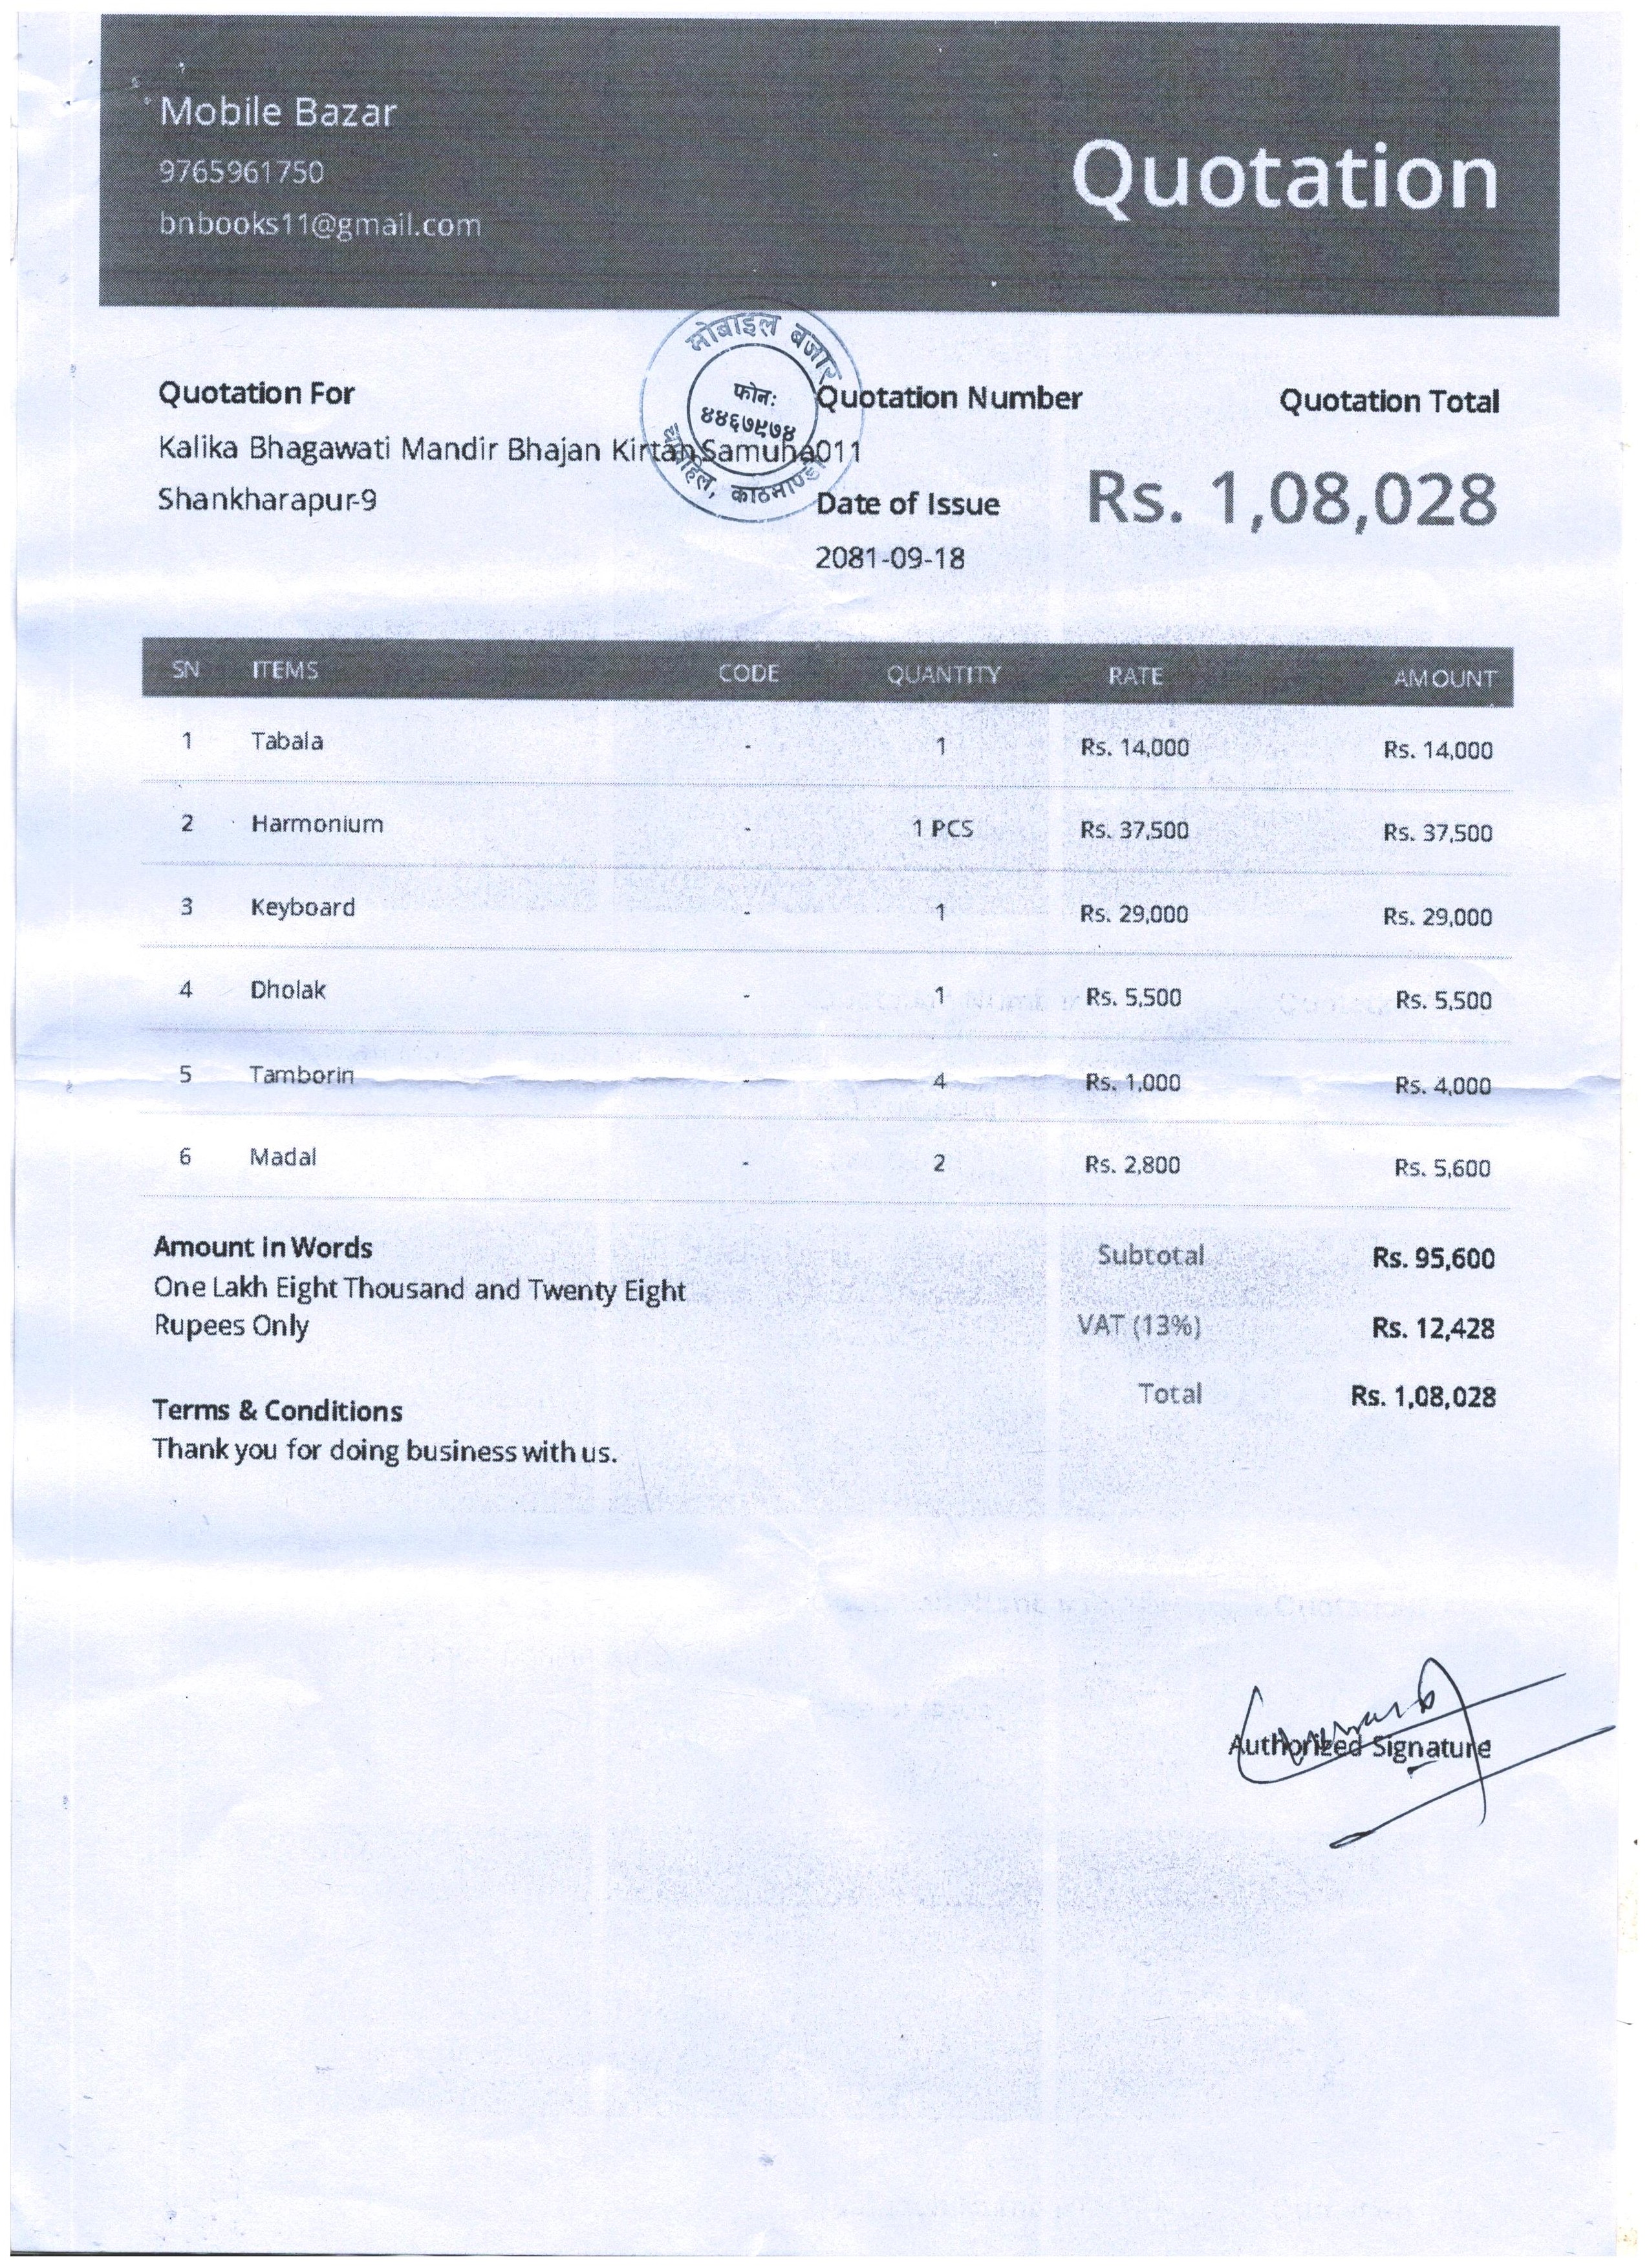 Mobile Bazar
9765961750
bnbooks11@gmail.com
Quotation
मोबाइल बजार
फोन:
४४६७९७४
काठमाण्डौ
Quotation For
Kalika Bhagawati Mandir Bhajan Kirtan Samuha
Shankharapur-9
Quotation Number
011
Date of Issue
2081-09-18
Quotation Total
Rs. 1,08,028
SN ITEMS CODE QUANTITY RATE AMOUNT
1 Tabala - 1 Rs. 14,000 Rs. 14,000
2 Harmonium - 1 PCS Rs. 37,500 Rs. 37,500
3 Keyboard - 1 Rs. 29,000 Rs. 29,000
4 Dholak - 1 Rs. 5,500 Rs. 5,500
5 Tamborin - 4 Rs. 1,000 Rs. 4,000
6 Madal - 2 Rs. 2,800 Rs. 5,600
Amount in Words
One Lakh Eight Thousand and Twenty Eight
Rupees Only
Subtotal Rs. 95,600
VAT (13%) Rs. 12,428
Total Rs. 1,08,028
Terms & Conditions
Thank you for doing business with us.
Authorized Signature